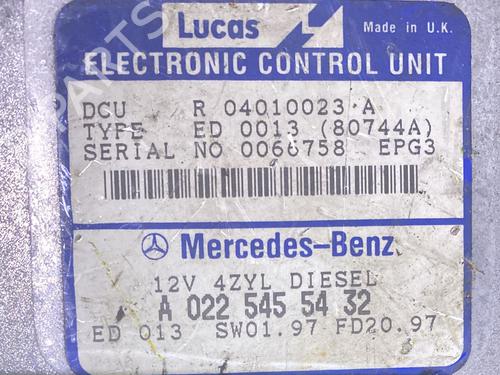 Lucas Made in U.K.
ELECTRONIC CONTROL UNIT
DCU R 04010023 A
TYPE ED 0013 (80744A)
SERIAL NO 0066758 EPG3
Mercedes-Benz
12V 4ZYL DIESEL
A 022 545 54 32
ED 013 SW01.97 FD20.97
PARTS